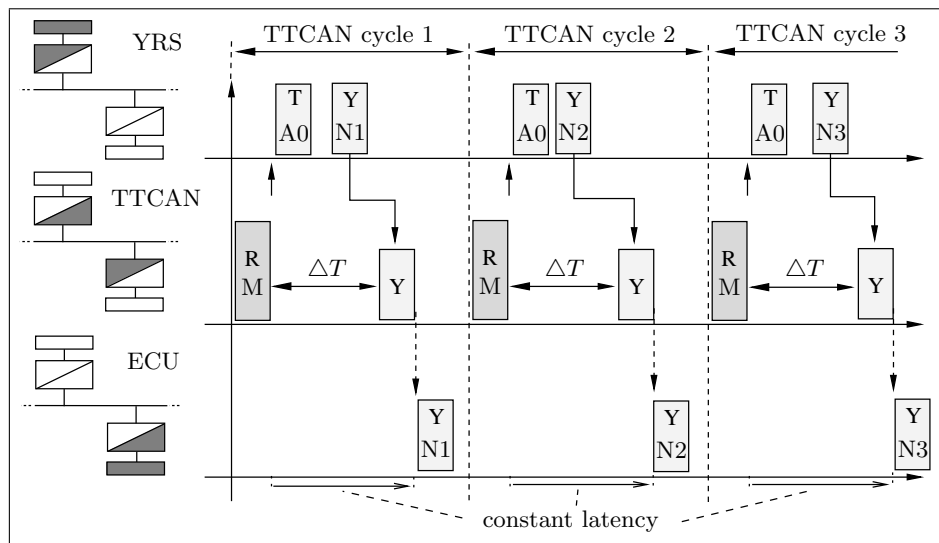 YRS
TTCAN cycle 1
TTCAN cycle 2
TTCAN cycle 3
T
A0
Y
N1
T
A0
Y
N2
T
A0
Y
N3
TTCAN
R
M
△T
Y
R
M
△T
Y
R
M
△T
Y
ECU
Y
N1
Y
N2
Y
N3
constant latency